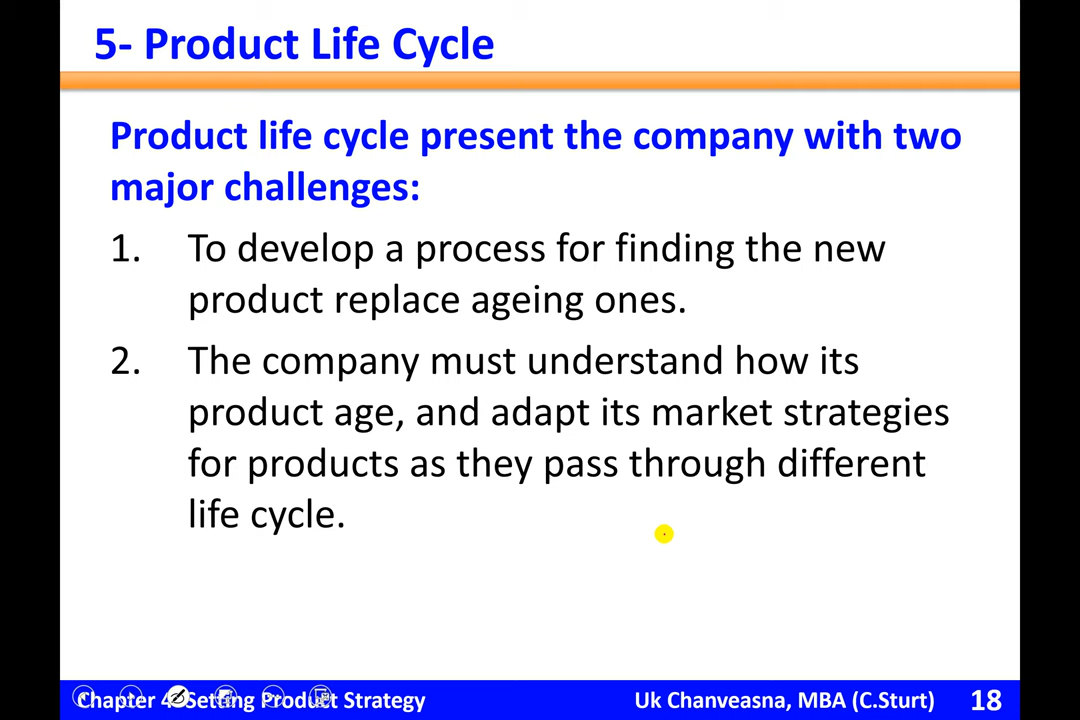 5- Product Life Cycle
Product life cycle present the company with two
major challenges:
1. To develop a process for finding the new
product replace ageing ones.
2. The company must understand how its
product age, and adapt its market strategies
for products as they pass through different
life cycle.
Chapter 4- Setting Product Strategy
Uk Chanveasna, MBA (C.Sturt)
18